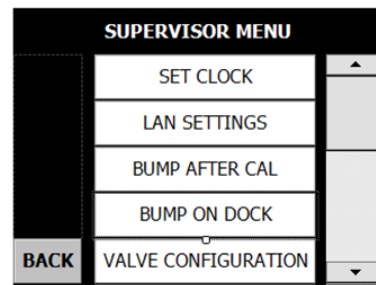 SUPERVISOR MENU
SET CLOCK
LAN SETTINGS
BUMP AFTER CAL
BUMP ON DOCK
BACK
VALVE CONFIGURATION